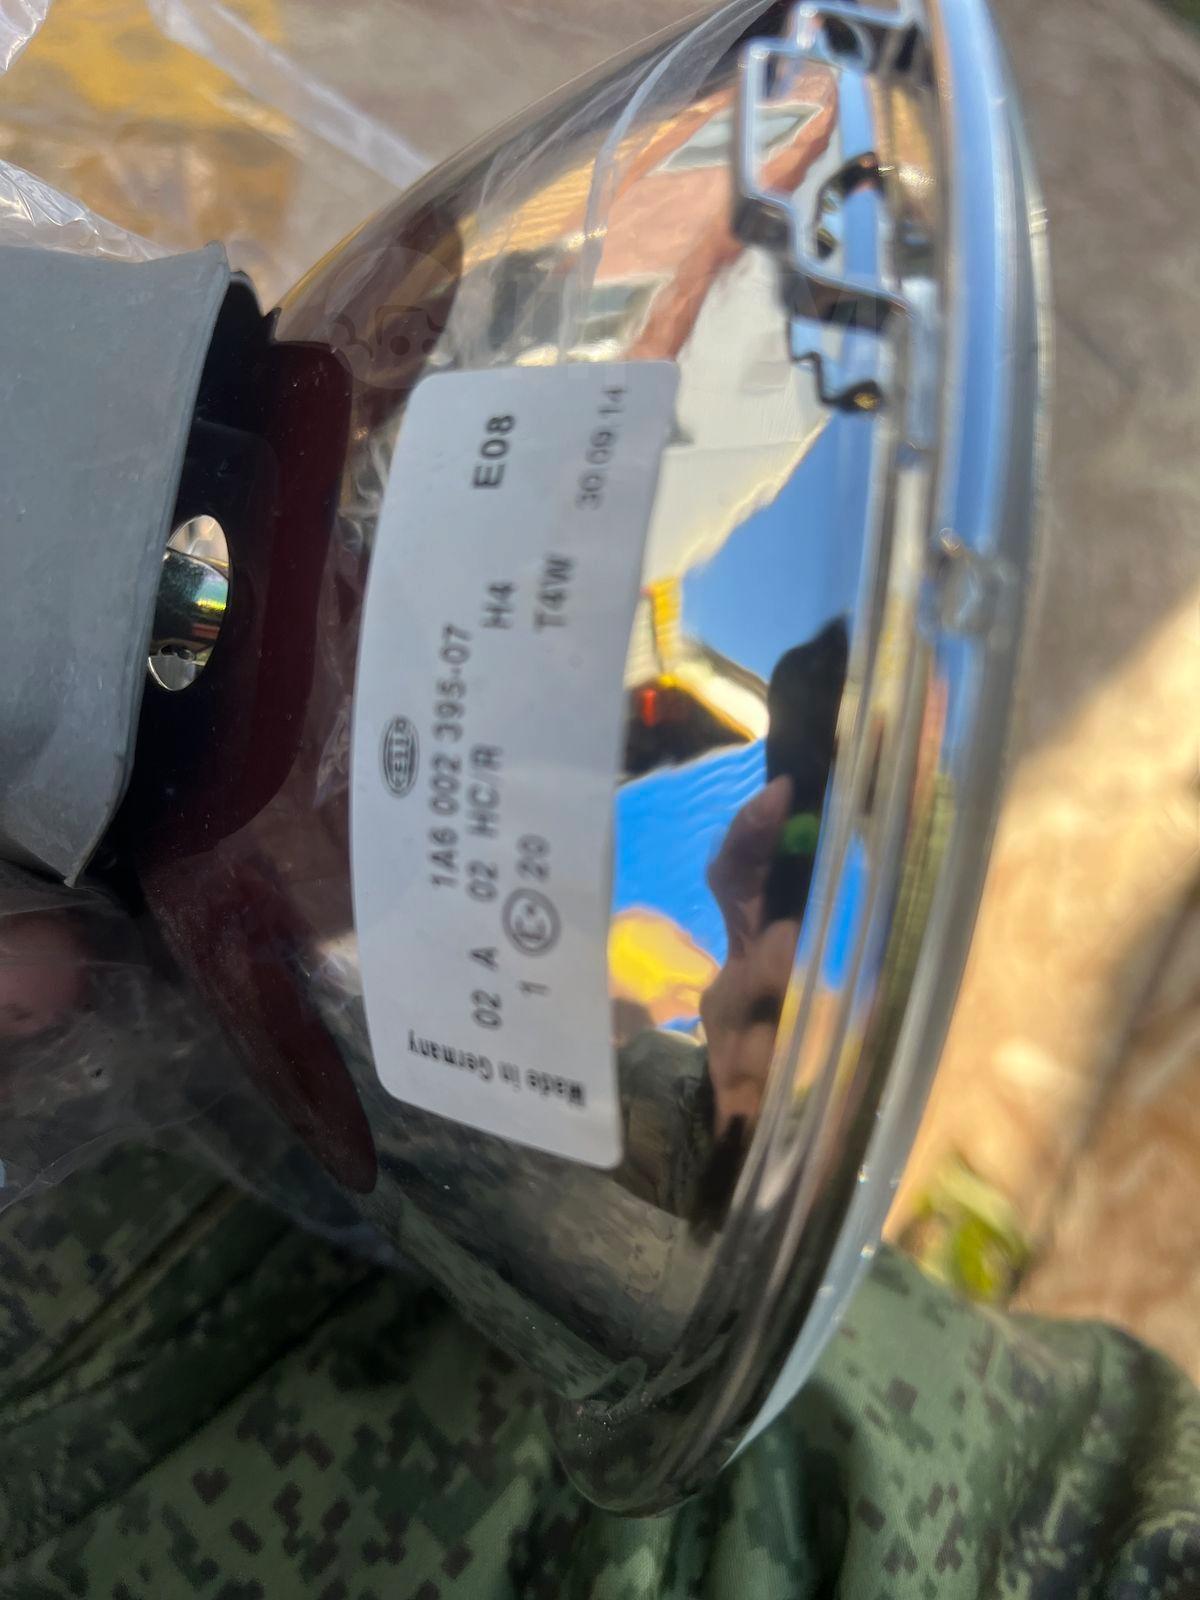 HELLA
1A6 002 395-07
02 A 02 HC/R H4 E08
1 E1 20 T4W
30.09.14
Made in Germany